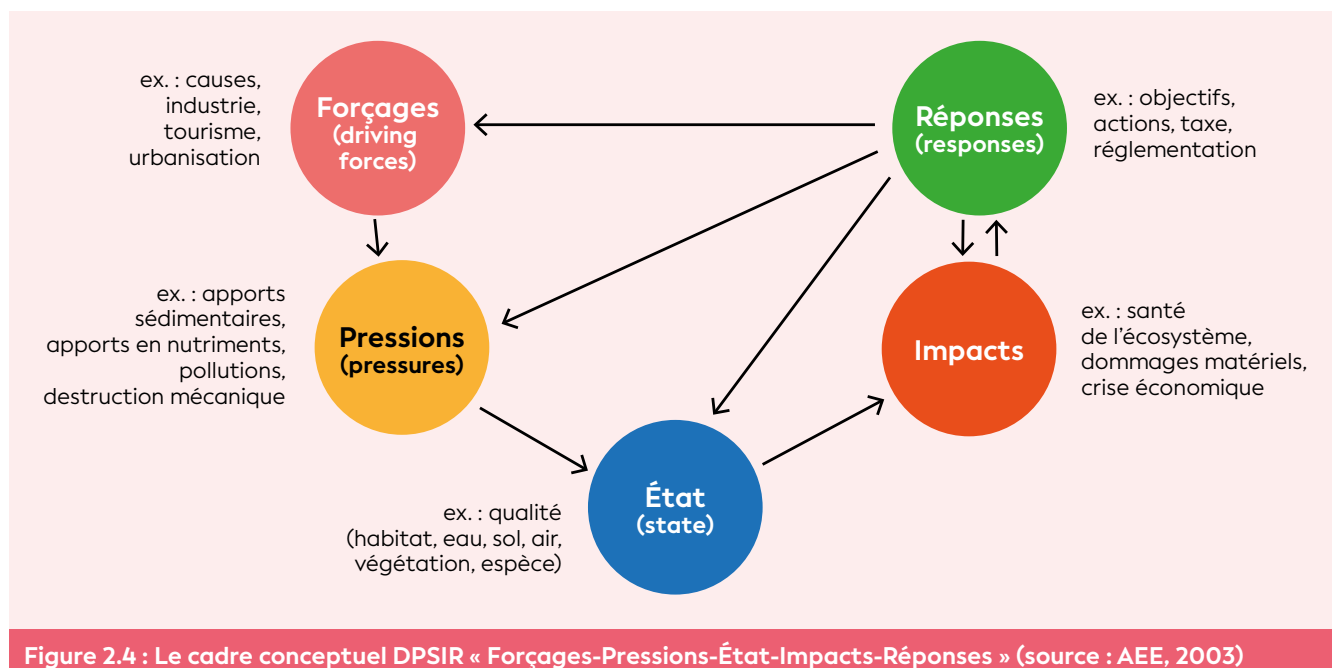 ex. : causes,
industrie,
tourisme,
urbanisation
Forçages
(driving
forces)
Réponses
(responses)
ex. : objectifs,
actions, taxe,
réglementation
ex. : apports
sédimentaires,
apports en nutriments,
pollutions,
destruction mécanique
Pressions
(pressures)
Impacts
ex. : santé
de l’écosystème,
dommages matériels,
crise économique
État
(state)
ex. : qualité
(habitat, eau, sol, air,
végétation, espèce)
Figure 2.4 : Le cadre conceptuel DPSIR « Forçages-Pressions-État-Impacts-Réponses » (source : AEE, 2003)